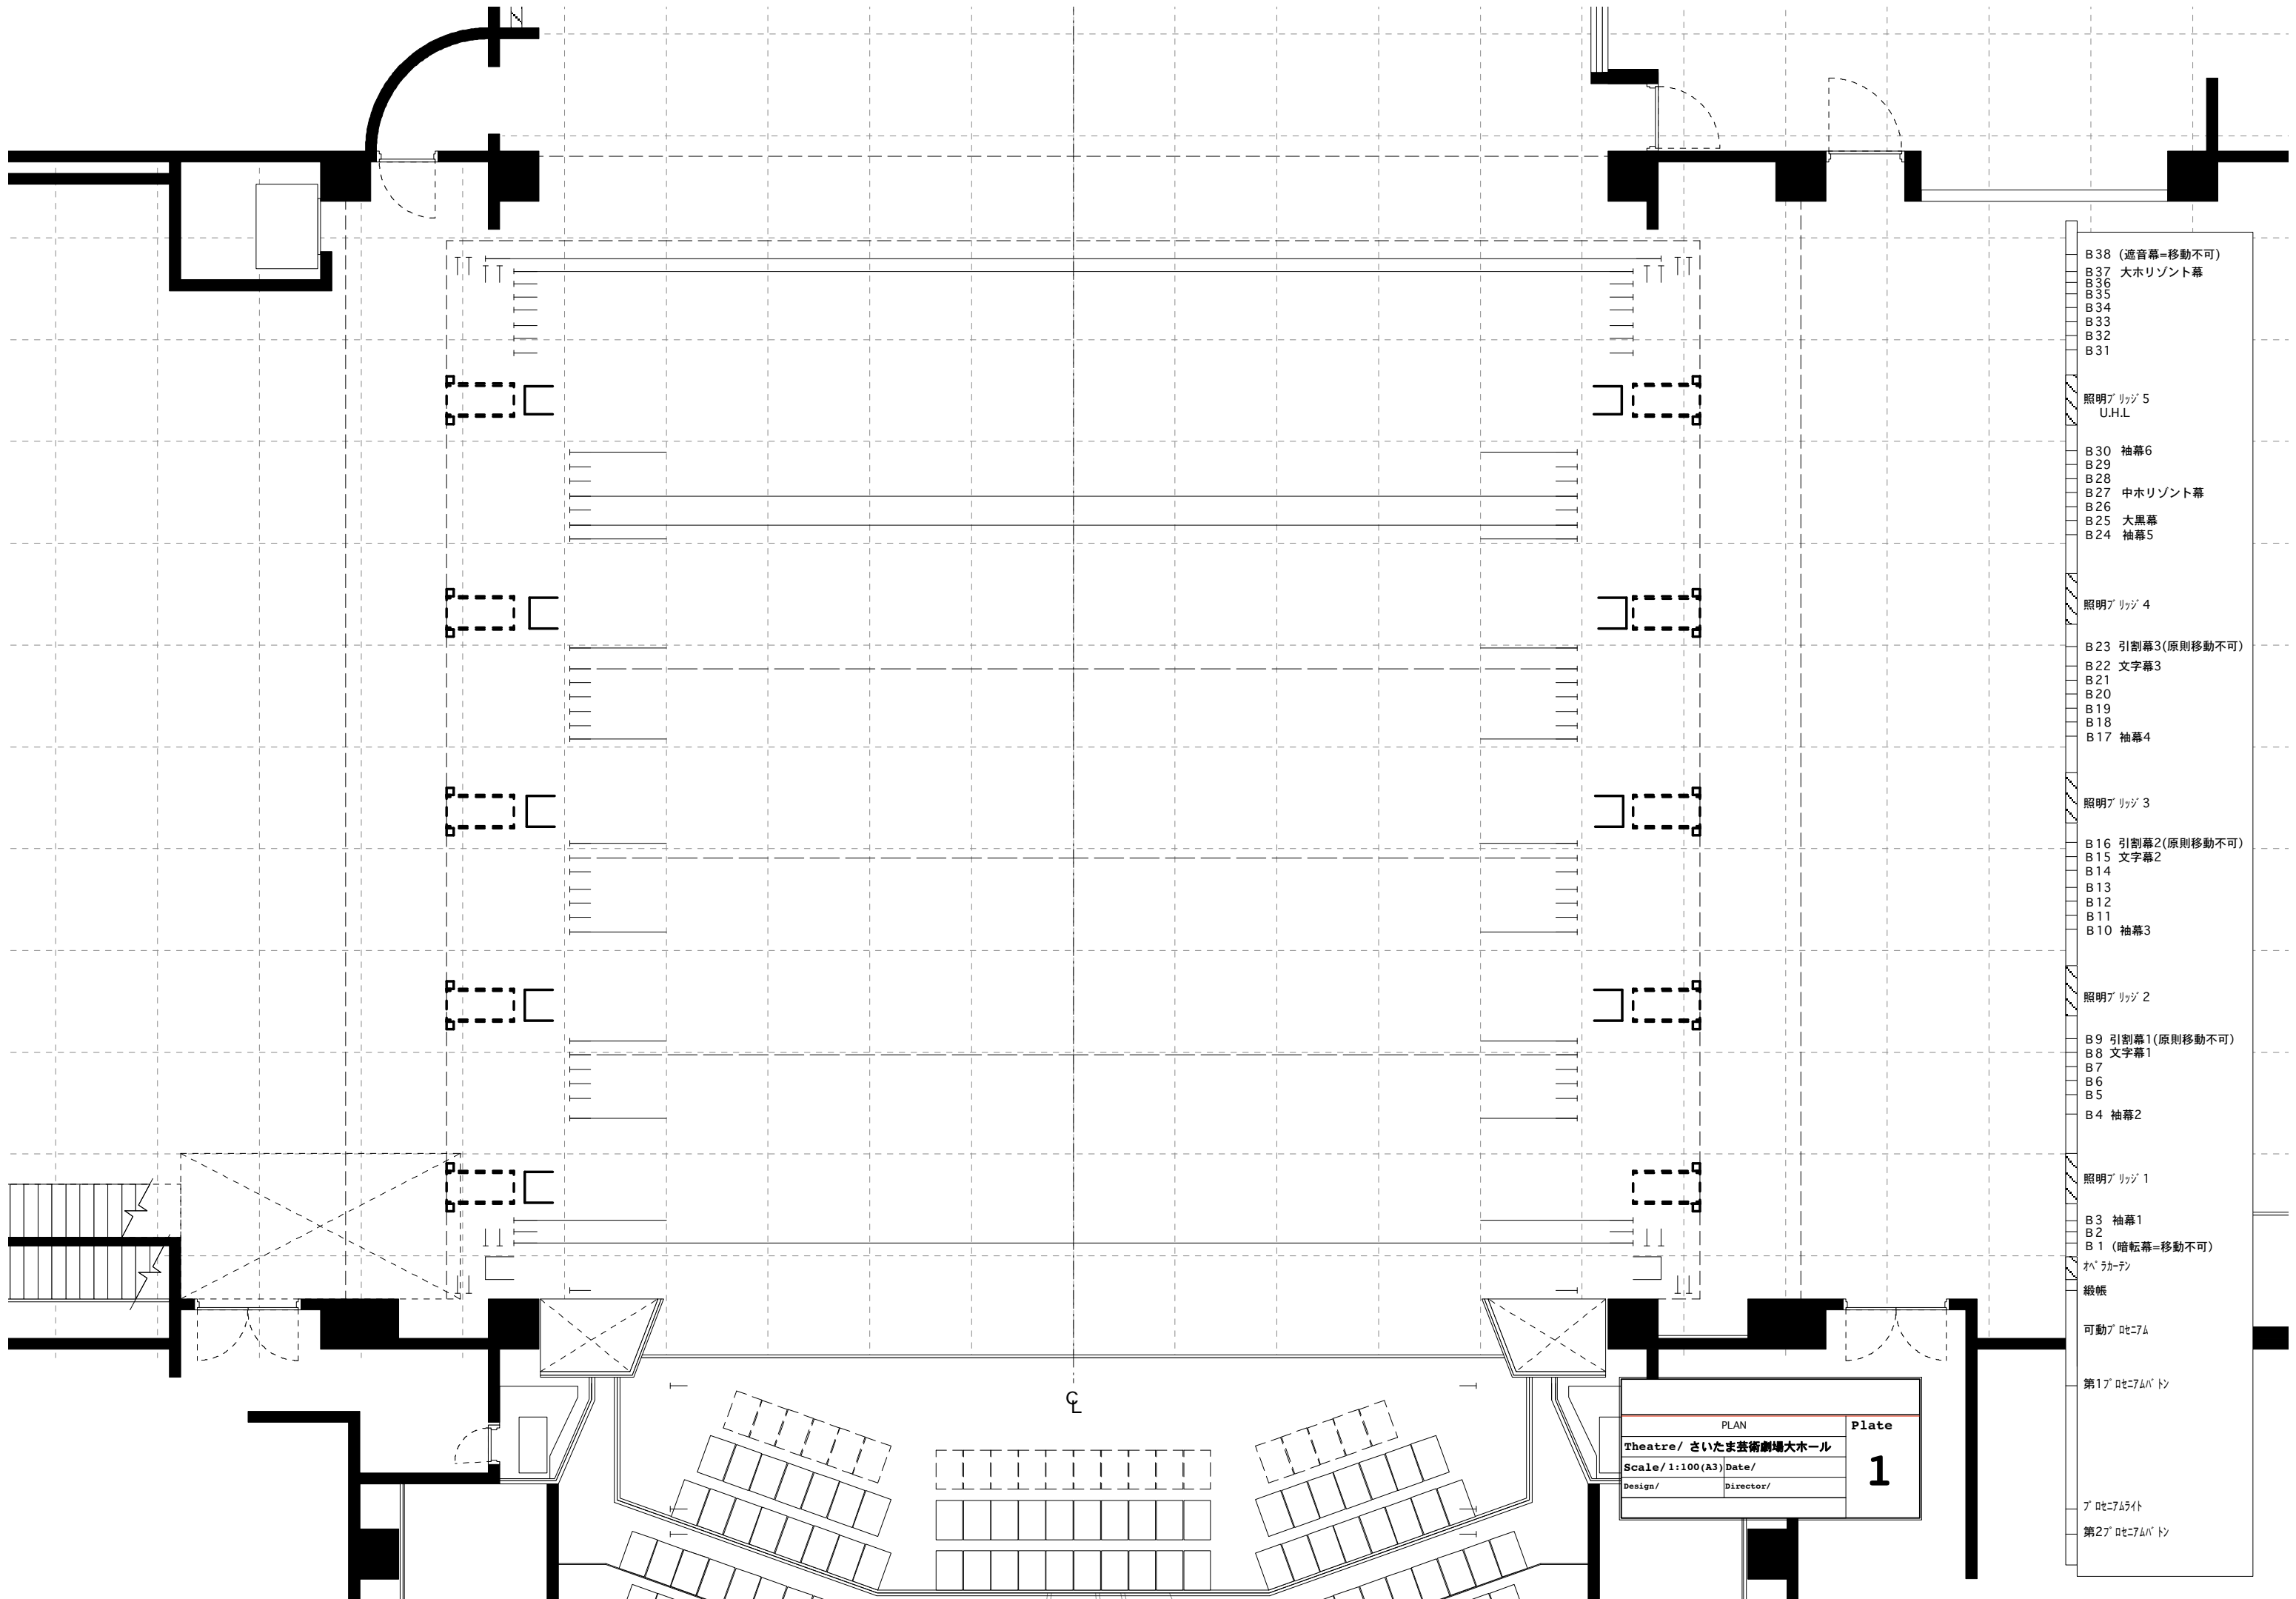 B38 (遮音幕=移動不可)
B37 大ホリゾント幕
B36
B35
B34
B33
B32
B31
照明ﾌﾞﾘｯｼﾞ5
U.H.L
B30 袖幕6
B29
B28
B27 中ホリゾント幕
B26
B25 大黒幕
B24 袖幕5
照明ﾌﾞﾘｯｼﾞ4
B23 引割幕3(原則移動不可)
B22 文字幕3
B21
B20
B19
B18
B17 袖幕4
照明ﾌﾞﾘｯｼﾞ3
B16 引割幕2(原則移動不可)
B15 文字幕2
B14
B13
B12
B11
B10 袖幕3
照明ﾌﾞﾘｯｼﾞ2
B9 引割幕1(原則移動不可)
B8 文字幕1
B7
B6
B5
B4 袖幕2
照明ﾌﾞﾘｯｼﾞ1
B3 袖幕1
B2
B1 (暗転幕=移動不可)
ｵﾍﾟﾗｶｰﾃﾝ
緞帳
可動ﾌﾟﾛｾﾆｱﾑ
第1ﾌﾟﾛｾﾆｱﾑﾊﾞﾄﾝ
ﾌﾟﾛｾﾆｱﾑﾗｲﾄ
第2ﾌﾟﾛｾﾆｱﾑﾊﾞﾄﾝ
CL
PLAN
Plate
Theatre/ さいたま芸術劇場大ホール
Scale/1:100(A3) Date/
1
Design/ Director/